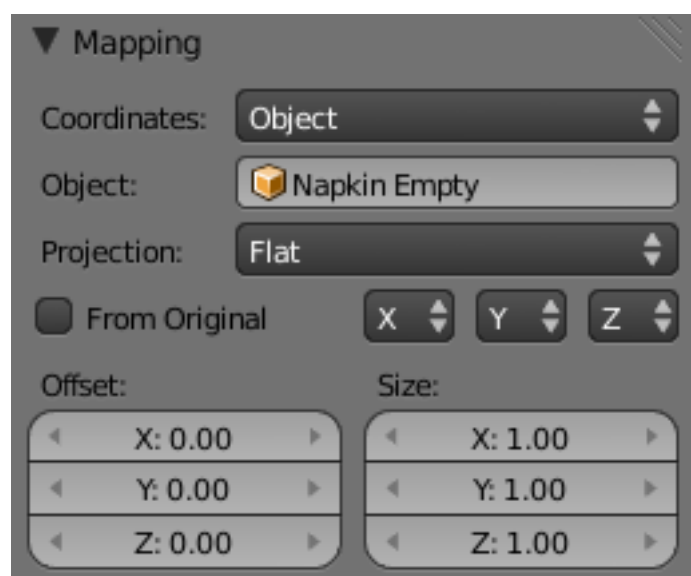 Mapping
Coordinates: Object
Object: Napkin Empty
Projection: Flat
From Original X Y Z
Offset: Size:
X: 0.00 X: 1.00
Y: 0.00 Y: 1.00
Z: 0.00 Z: 1.00